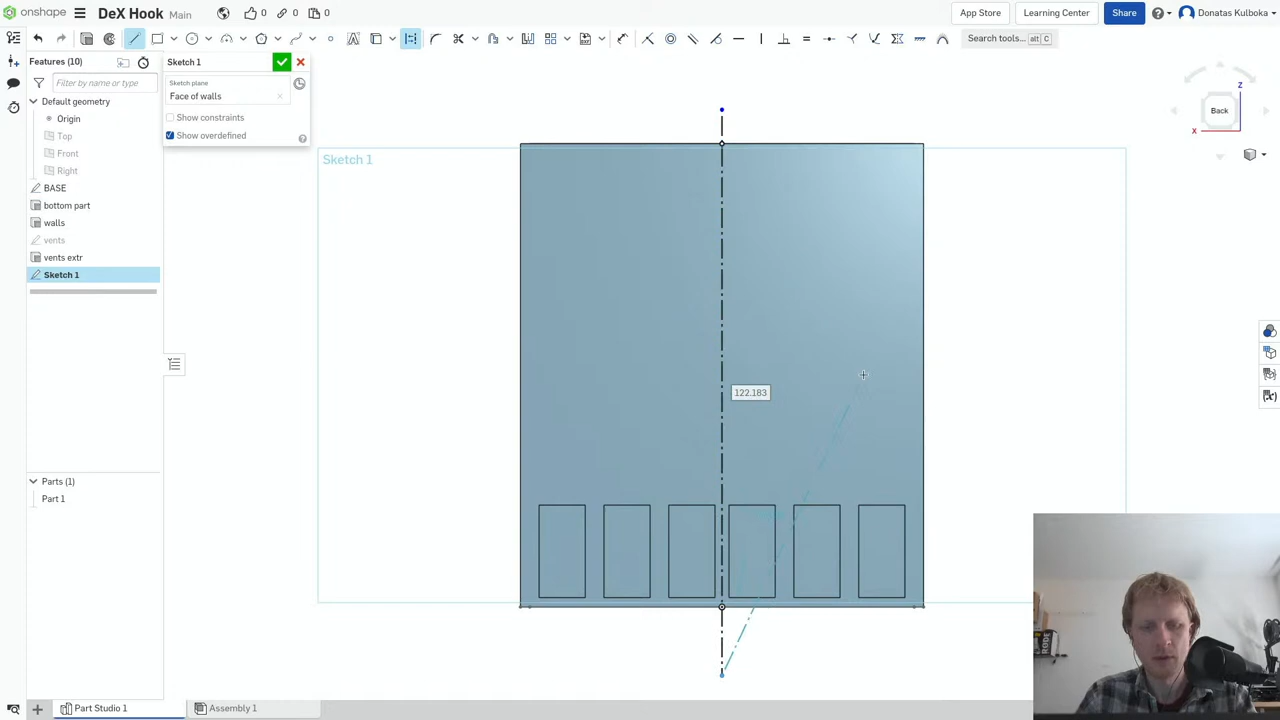 onshape
DeX Hook
Main
0
0
0
App Store
Learning Center
Share
Donatas Kulboka
Search tools...
alt
C
Features (10)
Filter by name or type
Default geometry
Origin
Top
Front
Right
BASE
bottom part
walls
vents
vents extr
Sketch 1
Sketch 1
Sketch plane
Face of walls
Show constraints
Show overdefined
Sketch 1
122.183
Z
Back
X
Parts (1)
Part 1
Part Studio 1
Assembly 1
RØDE